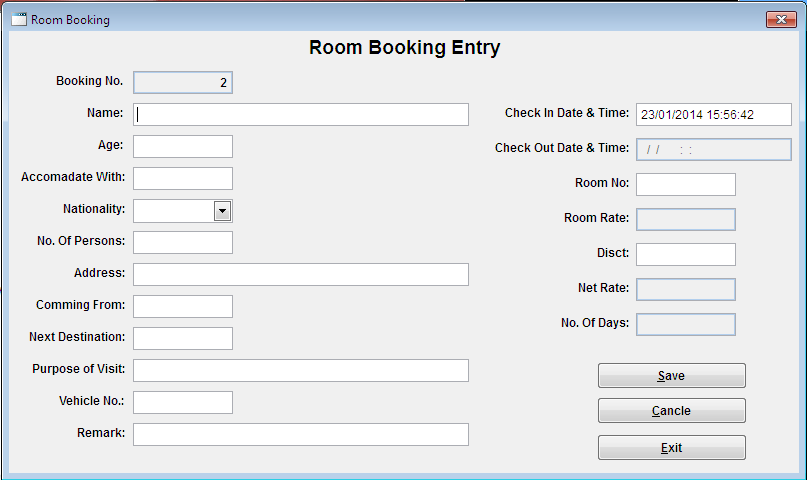 Room Booking
Room Booking Entry
Booking No. 2
Name:
Age:
Accomadate With:
Nationality:
No. Of Persons:
Address:
Comming From:
Next Destination:
Purpose of Visit:
Vehicle No.:
Remark:
Check In Date & Time: 23/01/2014 15:56:42
Check Out Date & Time: / / : :
Room No:
Room Rate:
Disct:
Net Rate:
No. Of Days:
Save
Cancle
Exit